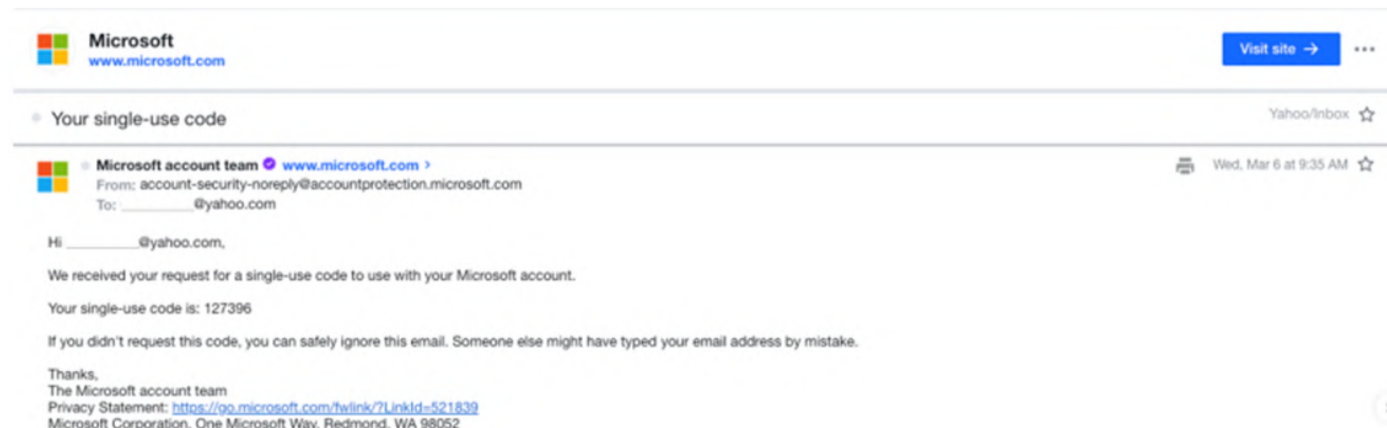 Microsoft
www.microsoft.com
Visit site →
Your single-use code
Yahoo/Inbox
Microsoft account team www.microsoft.com >
Wed, Mar 6 at 9:35 AM
From: account-security-noreply@accountprotection.microsoft.com
To: __________@yahoo.com
Hi __________@yahoo.com,
We received your request for a single-use code to use with your Microsoft account.
Your single-use code is: 127396
If you didn't request this code, you can safely ignore this email. Someone else might have typed your email address by mistake.
Thanks,
The Microsoft account team
Privacy Statement: https://go.microsoft.com/fwlink/?LinkId=521839
Microsoft Corporation, One Microsoft Way, Redmond, WA 98052